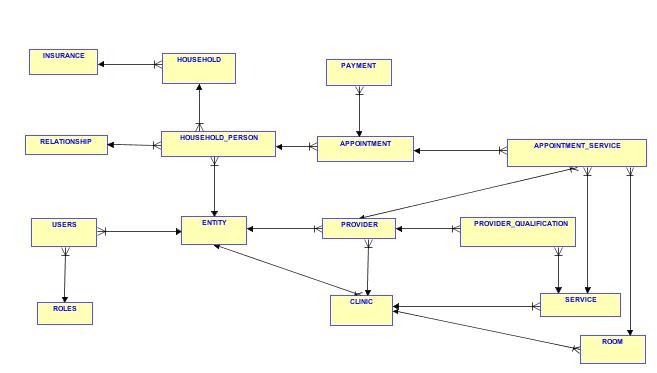 INSURANCE
HOUSEHOLD
PAYMENT
RELATIONSHIP
HOUSEHOLD_PERSON
APPOINTMENT
APPOINTMENT_SERVICE
USERS
ENTITY
PROVIDER
PROVIDER_QUALIFICATION
ROLES
CLINIC
SERVICE
ROOM